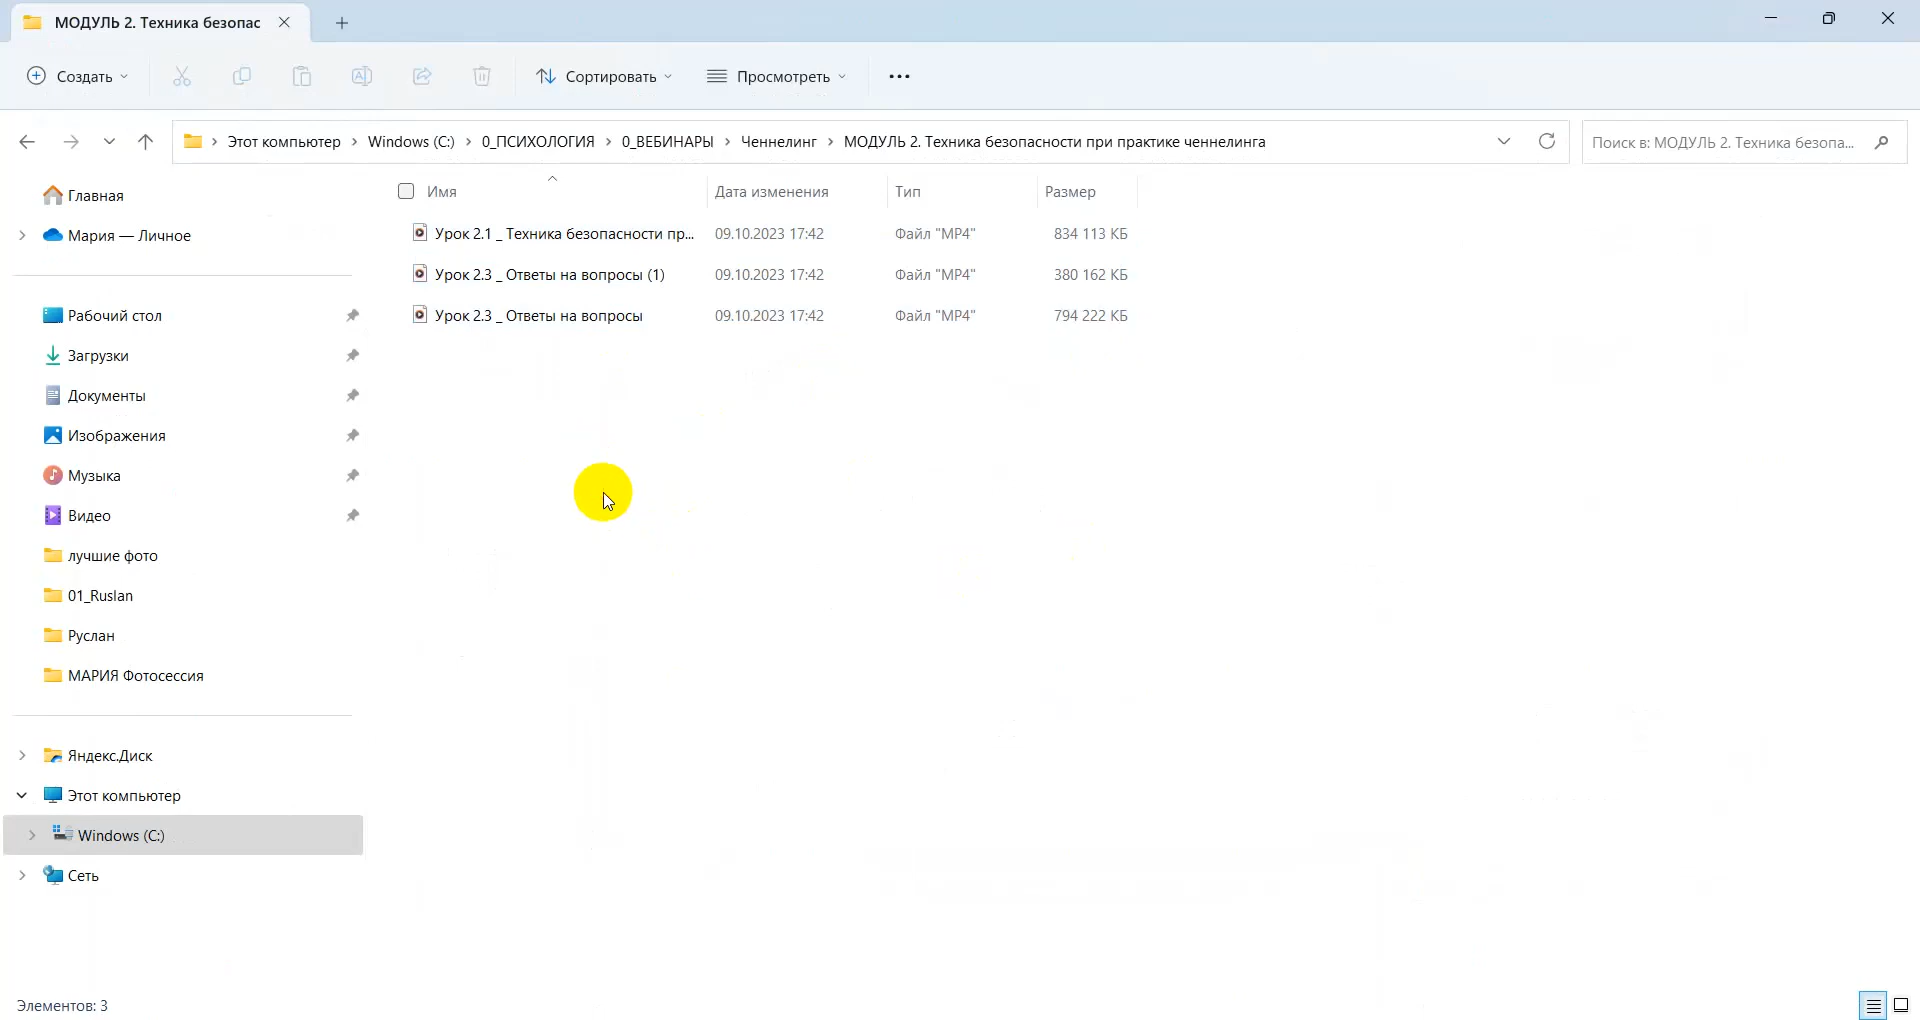 МОДУЛЬ 2. Техника безопас
Создать
Сортировать
Просмотреть
Этот компьютер > Windows (C:) > 0_ПСИХОЛОГИЯ > 0_ВЕБИНАРЫ > Ченнелинг > МОДУЛЬ 2. Техника безопасности при практике ченнелинга
Поиск в: МОДУЛЬ 2. Техника безопа...
Имя Дата изменения Тип Размер
Урок 2.1 _ Техника безопасности пр... 09.10.2023 17:42 Файл "MP4" 834 113 КБ
Урок 2.3 _ Ответы на вопросы (1) 09.10.2023 17:42 Файл "MP4" 380 162 КБ
Урок 2.3 _ Ответы на вопросы 09.10.2023 17:42 Файл "MP4" 794 222 КБ
Главная
Мария — Личное
Рабочий стол
Загрузки
Документы
Изображения
Музыка
Видео
лучшие фото
01_Ruslan
Руслан
МАРИЯ Фотосессия
Яндекс.Диск
Этот компьютер
Windows (C:)
Сеть
Элементов: 3